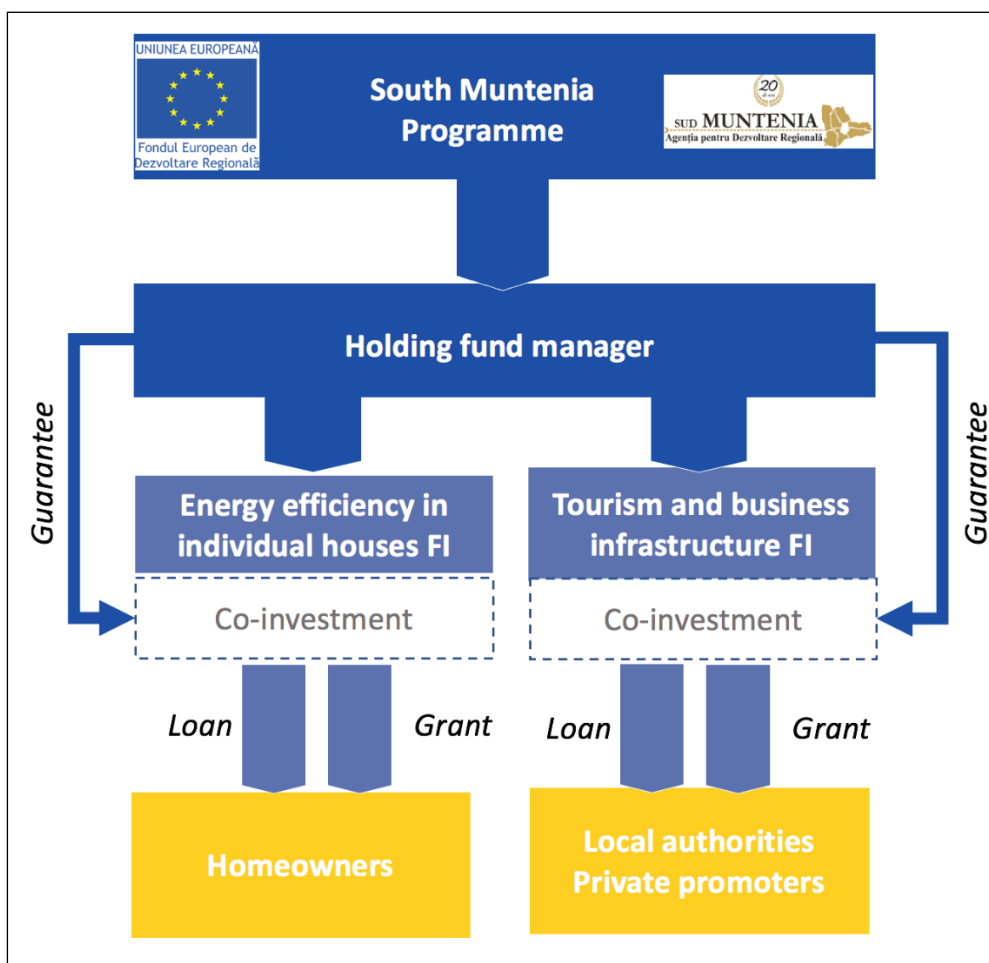 UNIUNEA EUROPEANĂ
Fondul European de
Dezvoltare Regională
South Muntenia
Programme
20
de ani
SUD MUNTENIA
Agenția pentru Dezvoltare Regională
Holding fund manager
Guarantee
Guarantee
Energy efficiency in
individual houses FI
Tourism and business
infrastructure FI
Co-investment
Co-investment
Loan
Grant
Loan
Grant
Homeowners
Local authorities
Private promoters